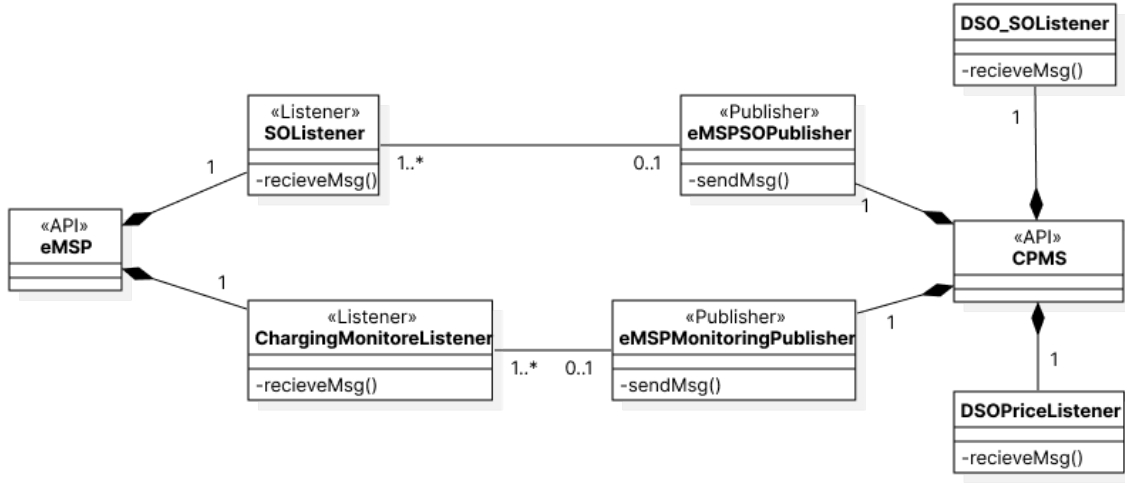 DSO_SOListener
-recieveMsg()
1
«Listener»
SOListener
-recieveMsg()
1
1..*
0..1
«Publisher»
eMSPSOPublisher
-sendMsg()
1
«API»
eMSP
«API»
CPMS
1
«Listener»
ChargingMonitoreListener
-recieveMsg()
1..*
0..1
«Publisher»
eMSPMonitoringPublisher
-sendMsg()
1
1
DSOPriceListener
-recieveMsg()